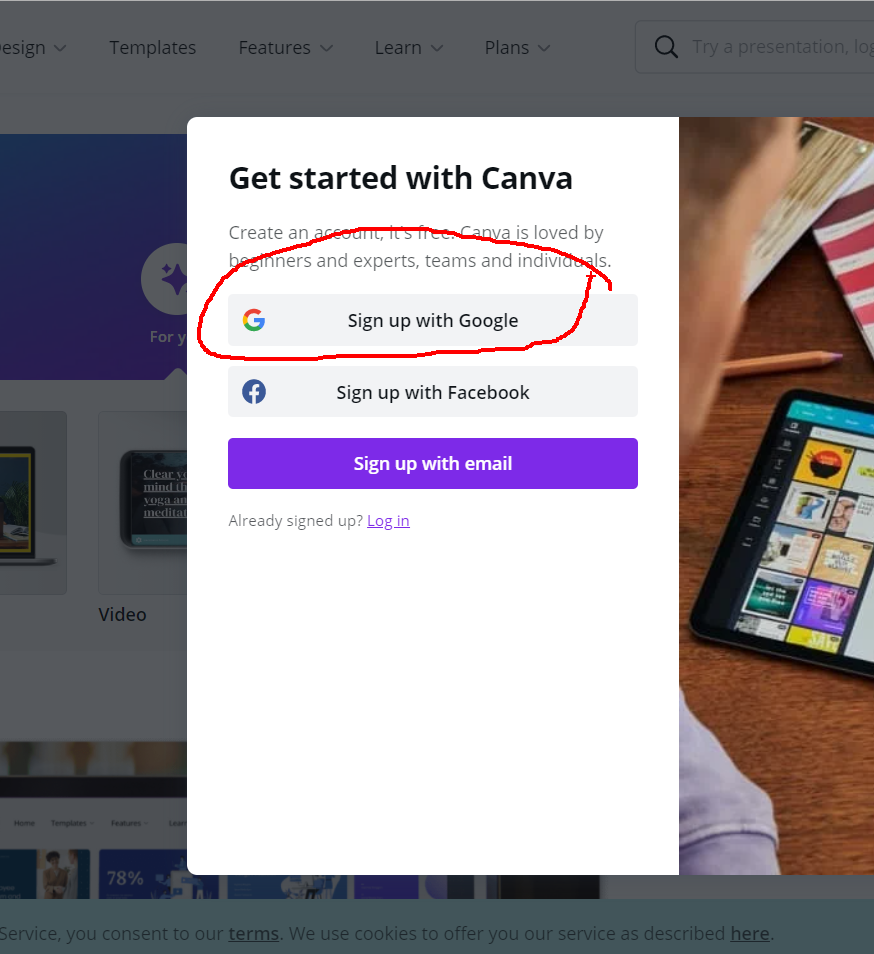 Design
Templates
Features
Learn
Plans
Try a presentation, log
Get started with Canva
Create an account, it's free. Canva is loved by
beginners and experts, teams and individuals.
For y
Sign up with Google
Sign up with Facebook
Sign up with email
Already signed up? Log in
Clear yo
mind th
yoga an
meditat
Video
Home Templates Features Learn
78%
Service, you consent to our terms. We use cookies to offer you our service as described here.